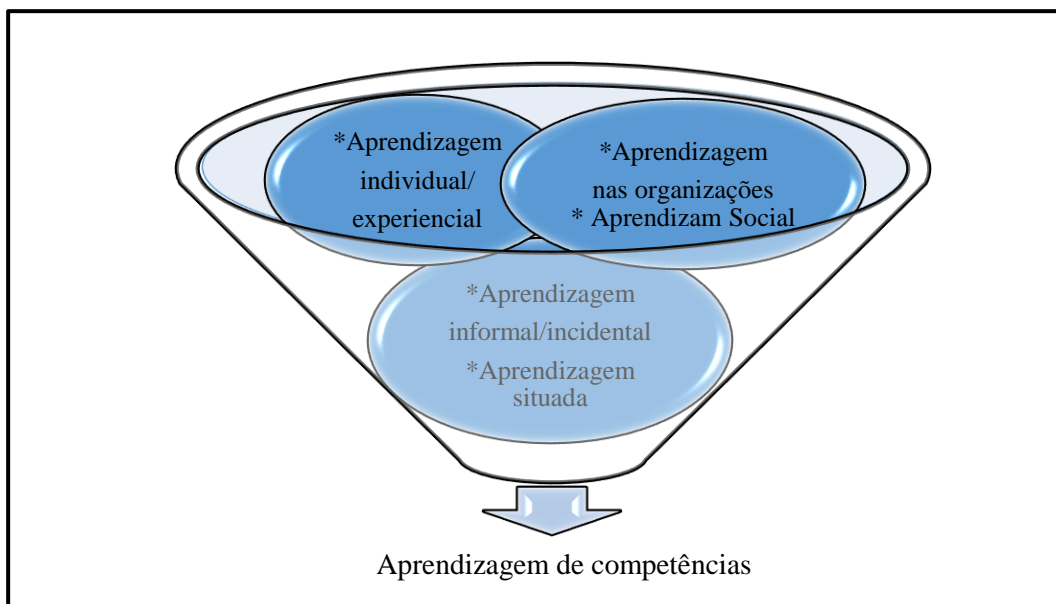 *Aprendizagem
individual/
experiencial
*Aprendizagem
nas organizações
* Aprendizam Social
*Aprendizagem
informal/incidental
*Aprendizagem
situada
Aprendizagem de competências